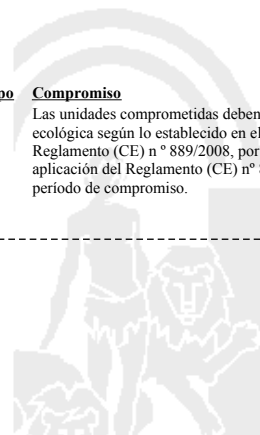 po Compromiso
Las unidades comprometidas deben
ecológica según lo establecido en el
Reglamento (CE) n º 889/2008, por
aplicación del Reglamento (CE) nº
período de compromiso.